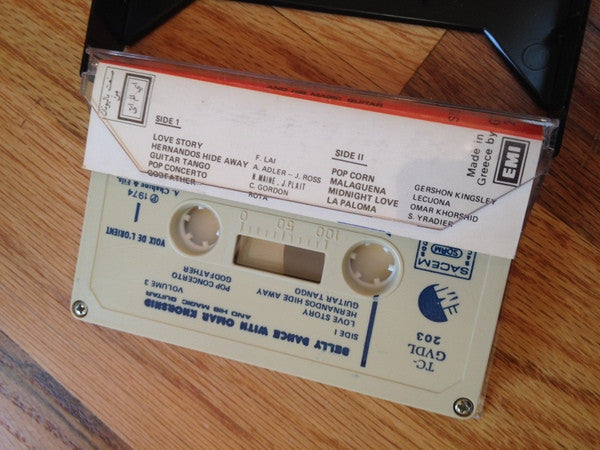 AND HIS MAGIC GUITAR
SIDE 1
LOVE STORY F. LAI
HERNANDOS HIDE AWAY A. ADLER -- J. ROSS
GUITAR TANGO N. MAINE, J. PLAIT
POP CONCERTO C. GORDON
GODFATHER ROTA
SIDE II
POP CORN GERSHON KINGSLEY
MALAGUENA LECUONA
MIDNIGHT LOVE OMAR KHORSHID
LA PALOMA S. YRADIER
Made in
Greece by
EMI
BELLY DANCE WITH OMAR KHORSHID
AND HIS MAGIC GUITAR
VOLUME 3
SIDE I
LOVE STORY
HERNANDOS HIDE AWAY
GUITAR TANGO
POP CONCERTO
GODFATHER
TC-
GVDL
203
SACEM
SDRM
100 50 0
VOIX DE L'ORIENT
℗ 1974
A. Chahine & Fils